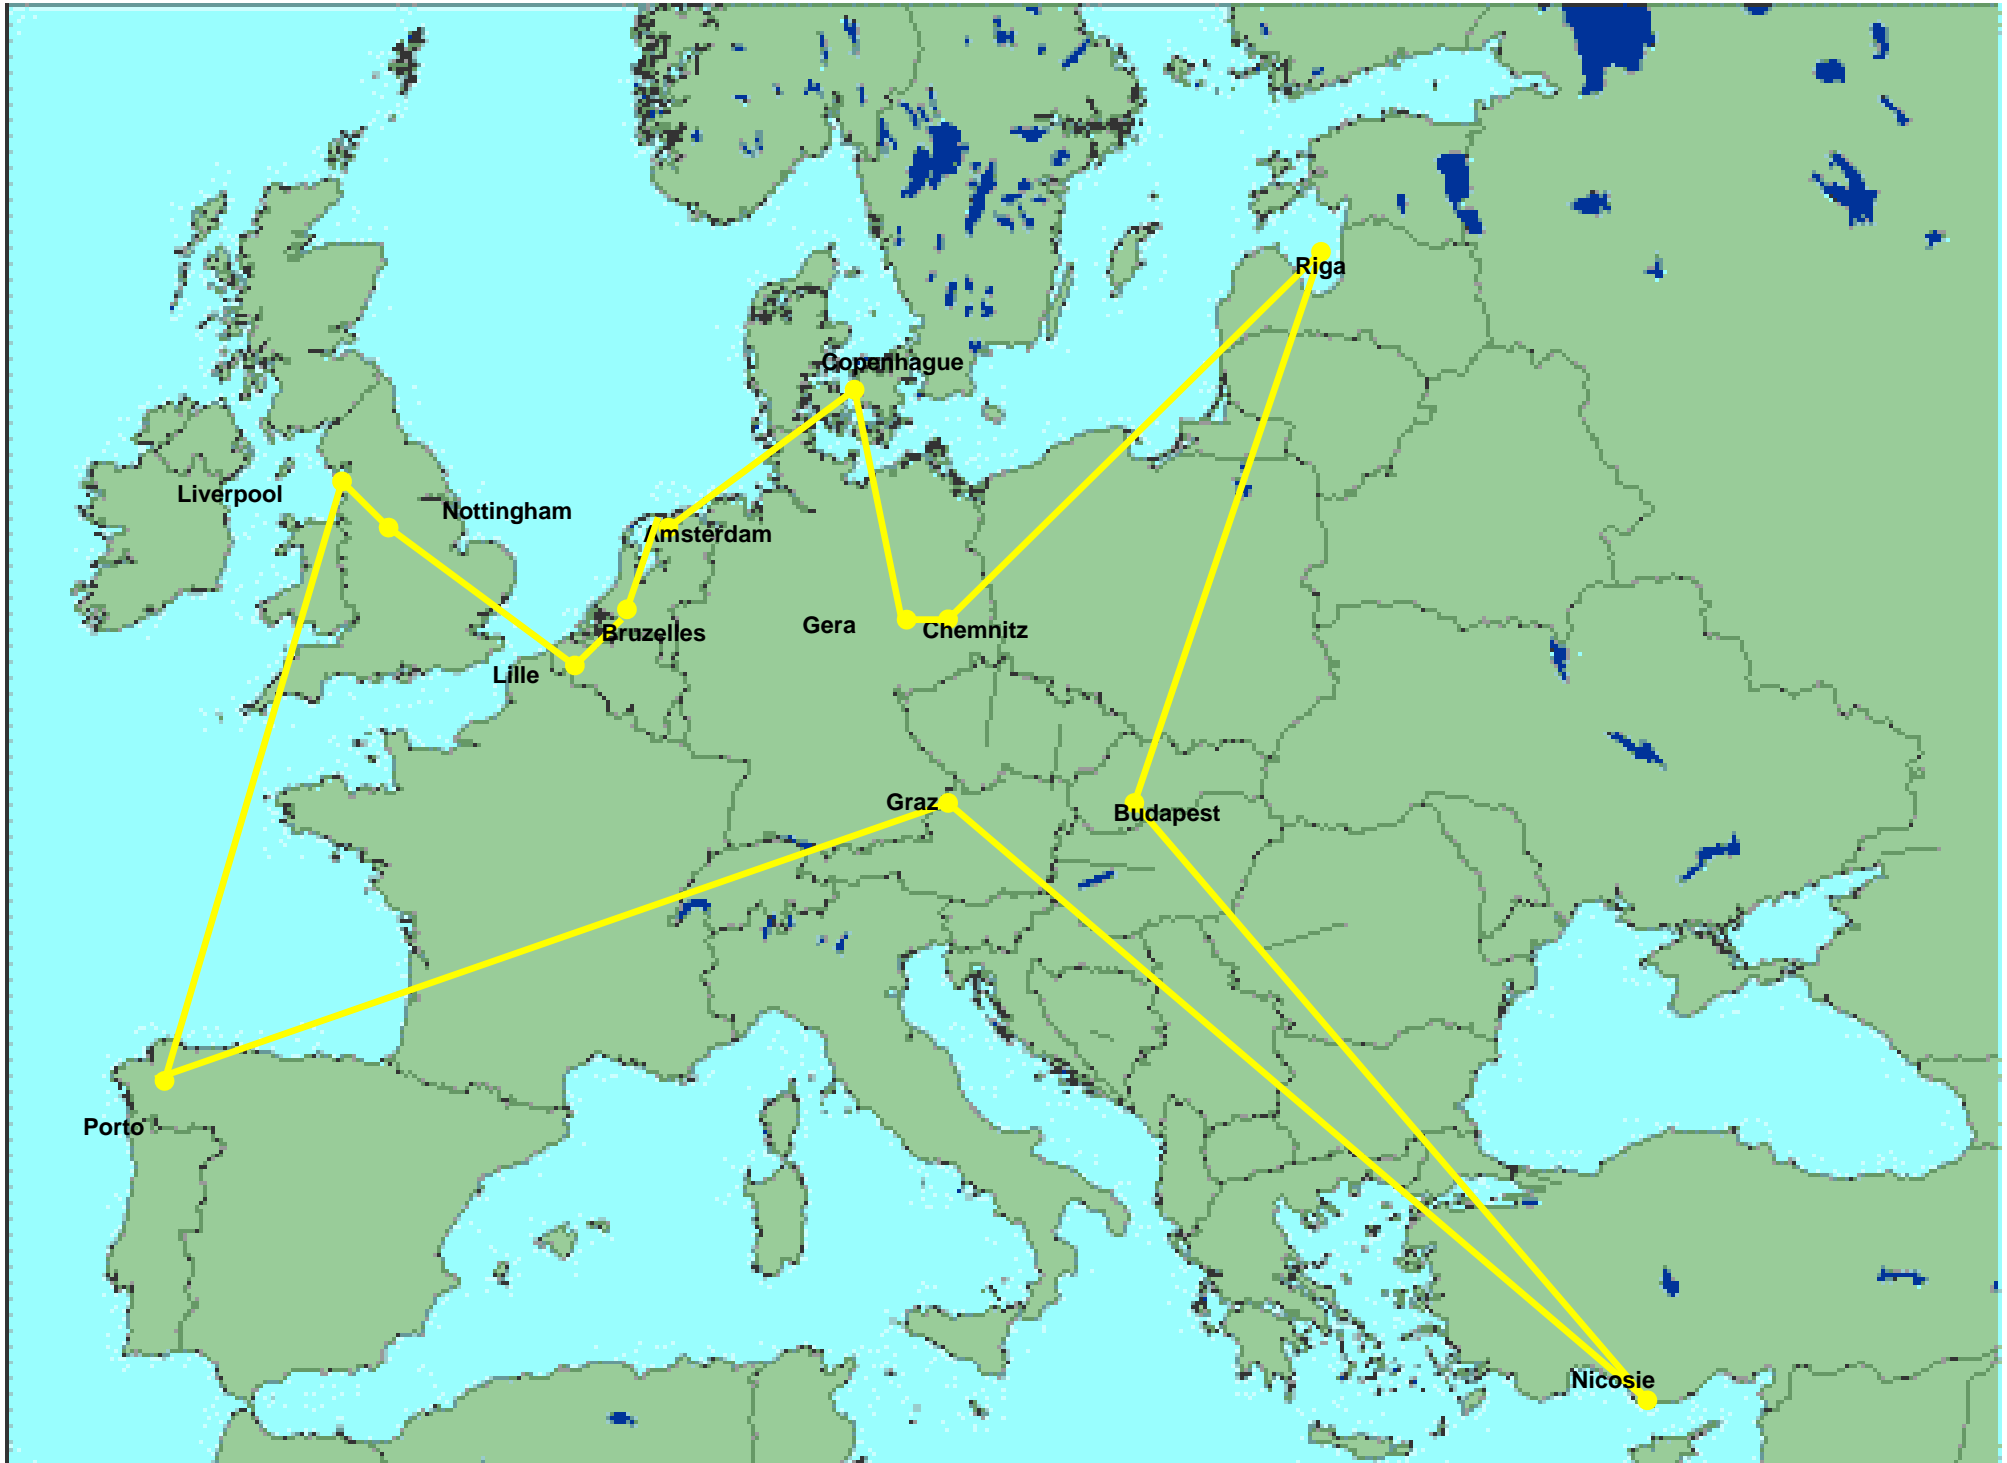 Riga
Copenhague
Liverpool
Nottingham
Amsterdam
Gera
Chemnitz
Bruzelles
Lille
Graz
Budapest
Porto
Nicosie